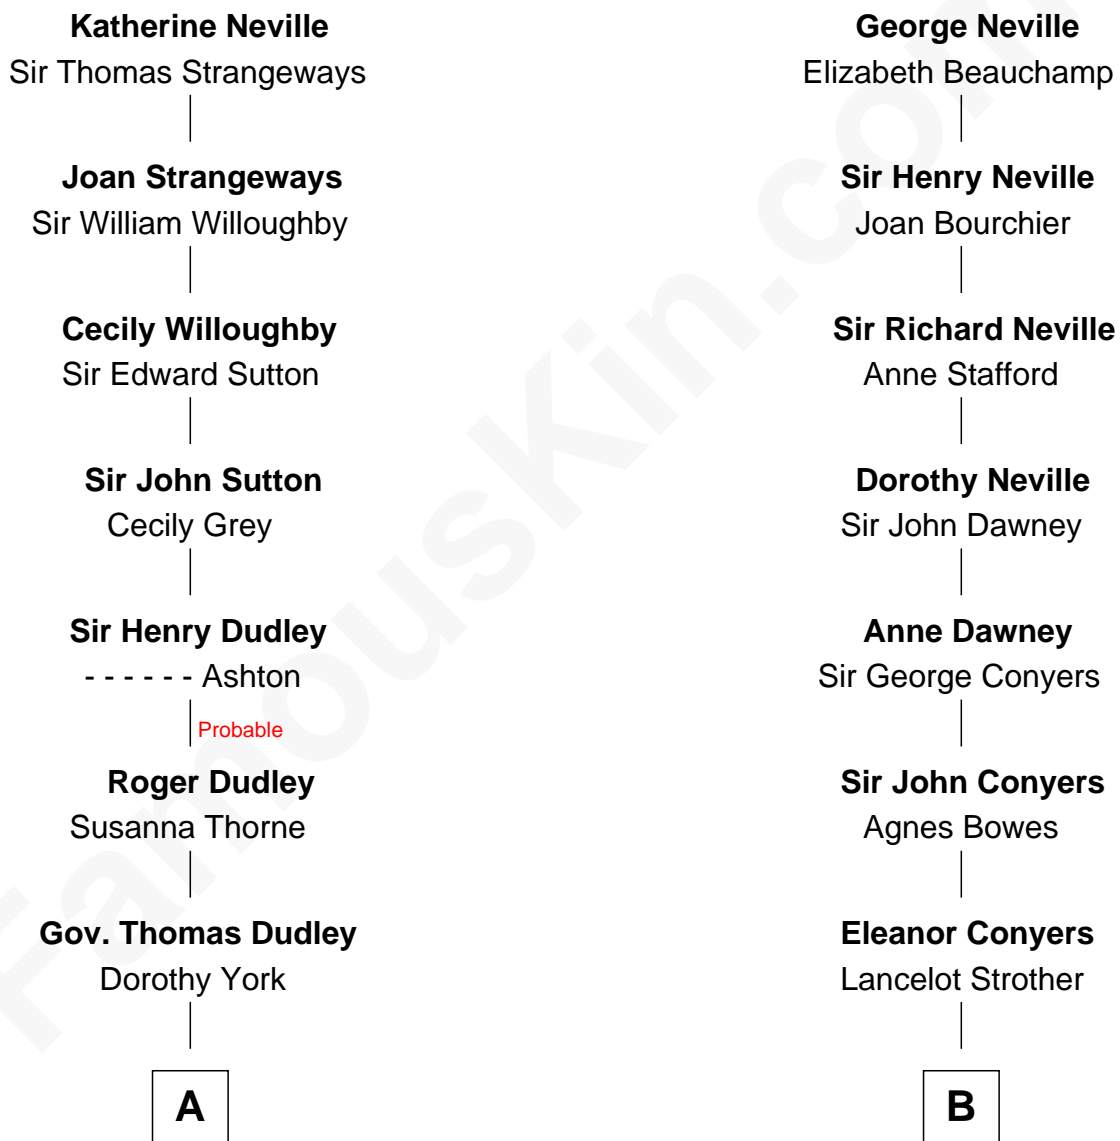 Katherine Neville
Sir Thomas Strangeways
Joan Strangeways
Sir William Willoughby
Cecily Willoughby
Sir Edward Sutton
Sir John Sutton
Cecily Grey
Sir Henry Dudley
- - - - - - Ashton
Probable
Roger Dudley
Susanna Thorne
Gov. Thomas Dudley
Dorothy York
A
George Neville
Elizabeth Beauchamp
Sir Henry Neville
Joan Bourchier
Sir Richard Neville
Anne Stafford
Dorothy Neville
Sir John Dawney
Anne Dawney
Sir George Conyers
Sir John Conyers
Agnes Bowes
Eleanor Conyers
Lancelot Strother
B
FamousKin.com